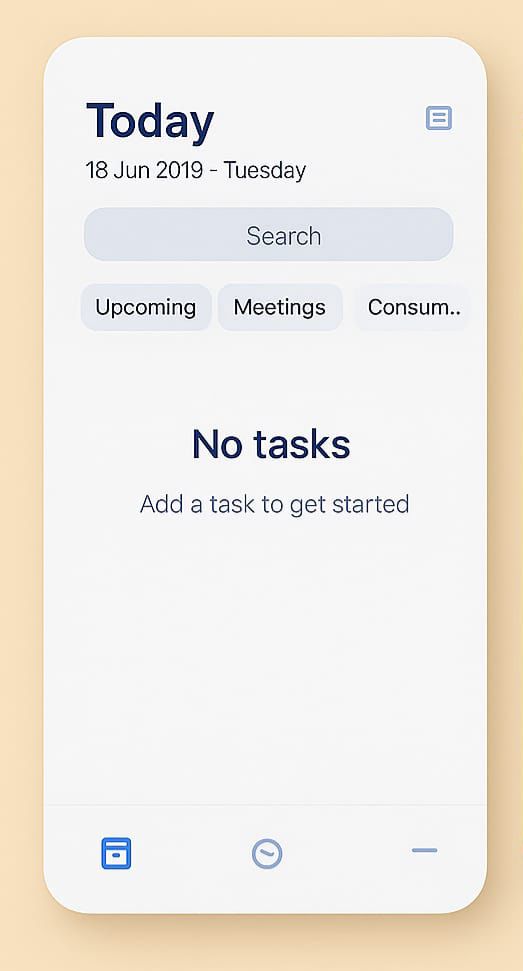 Today
18 Jun 2019 - Tuesday
Search
Upcoming Meetings Consum..
No tasks
Add a task to get started